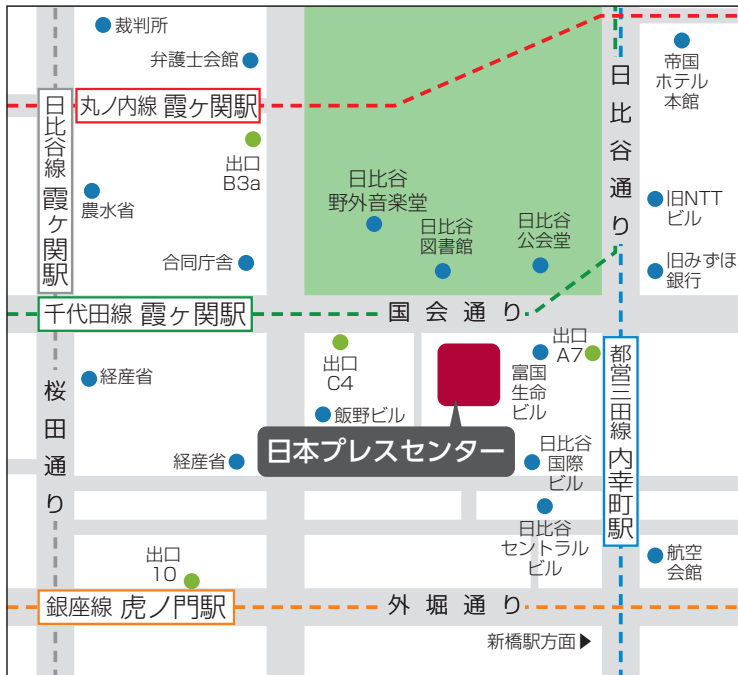 裁判所
弁護士会館
帝国
ホテル
本館
日比谷通り
丸ノ内線 霞ヶ関駅
日比谷線 霞ヶ関駅
出口
B3a
農水省
合同庁舎
日比谷
野外音楽堂
日比谷
図書館
日比谷
公会堂
旧NTT
ビル
旧みずほ
銀行
千代田線 霞ヶ関駅
国会通り
出口
C4
出口
A7
富国
生命
ビル
都営三田線 内幸町駅
経産省
桜田通り
飯野ビル
日本プレスセンター
経産省
日比谷
国際
ビル
日比谷
セントラル
ビル
航空
会館
出口
10
銀座線 虎ノ門駅
外堀通り
新橋駅方面▶